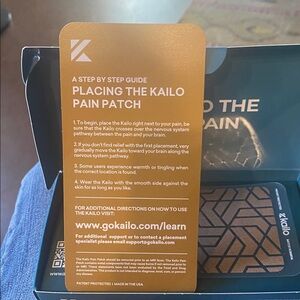 A STEP BY STEP GUIDE
PLACING THE KAILO
PAIN PATCH
1. To begin, place the Kailo right next to your pain, be
sure that the Kailo crosses over the nervous system
pathway between the pain and your brain.
2. If you don't find relief with the first placement, very
gradually move the Kailo toward your brain along the
nervous system pathway.
3. Some users experience warming or tingling when
the correct location is found.
4. Wear the Kailo with the smooth side against the
skin for as long as you like.
FOR ADDITIONAL DIRECTIONS ON HOW TO USE
THE KAILO VISIT:
www.gokailo.com/learn
For additional support or to contact a placement
specialist please email support@gokailo.com
PATENT PROTECTED | MADE IN THE USA
O THE
PAIN
kailo